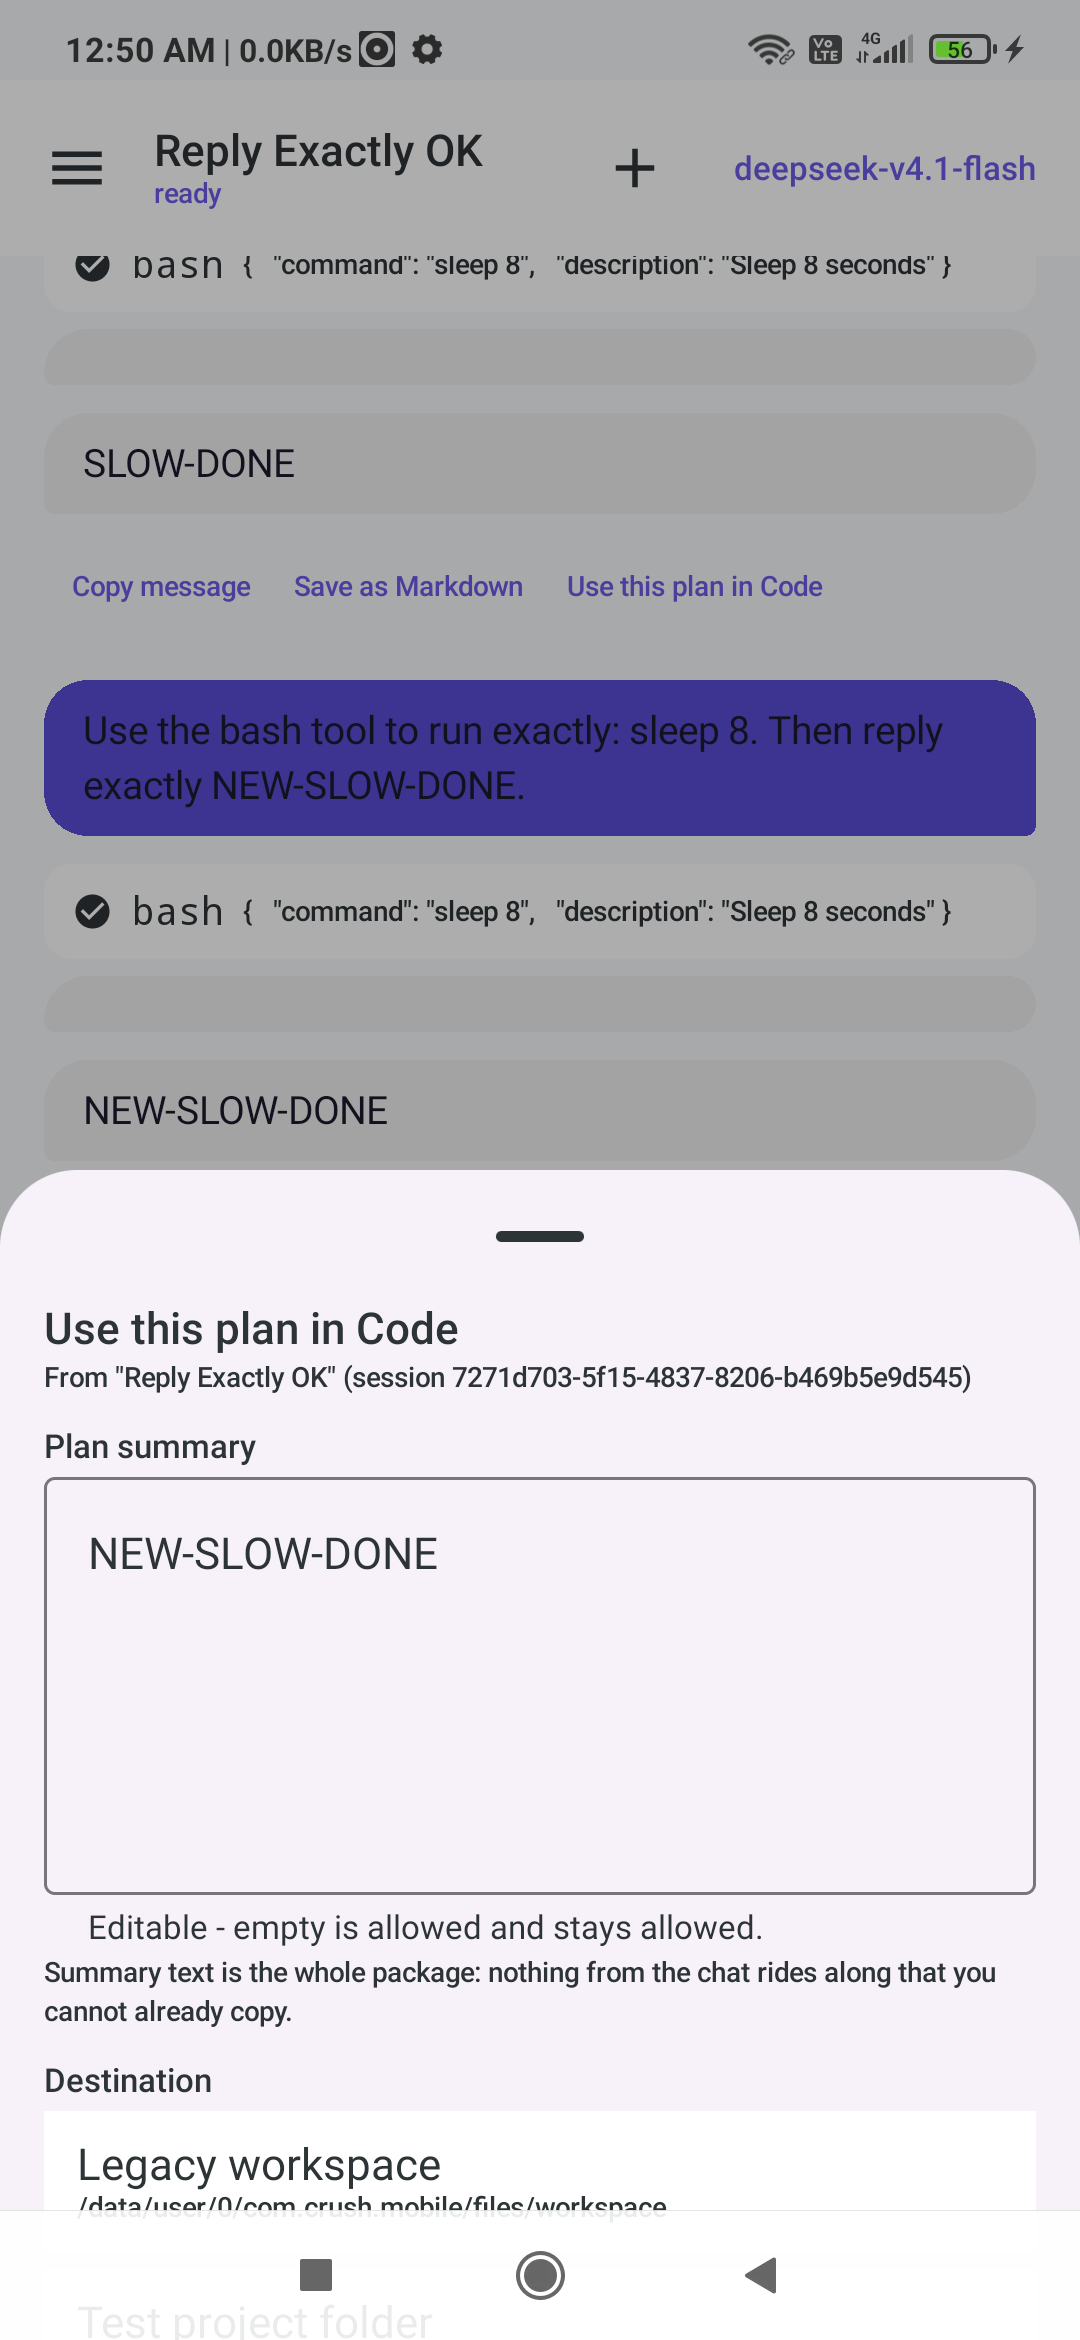 12:50 AM | 0.0KB/s
Vo LTE 4G 56
Reply Exactly OK
ready
deepseek-v4.1-flash
bash { "command": "sleep 8", "description": "Sleep 8 seconds" }
SLOW-DONE
Copy message Save as Markdown Use this plan in Code
Use the bash tool to run exactly: sleep 8. Then reply
exactly NEW-SLOW-DONE.
bash { "command": "sleep 8", "description": "Sleep 8 seconds" }
NEW-SLOW-DONE
Use this plan in Code
From "Reply Exactly OK" (session 7271d703-5f15-4837-8206-b469b5e9d545)
Plan summary
NEW-SLOW-DONE
Editable - empty is allowed and stays allowed.
Summary text is the whole package: nothing from the chat rides along that you
cannot already copy.
Destination
Legacy workspace
/data/user/0/com.crush.mobile/files/workspace
Test project folder